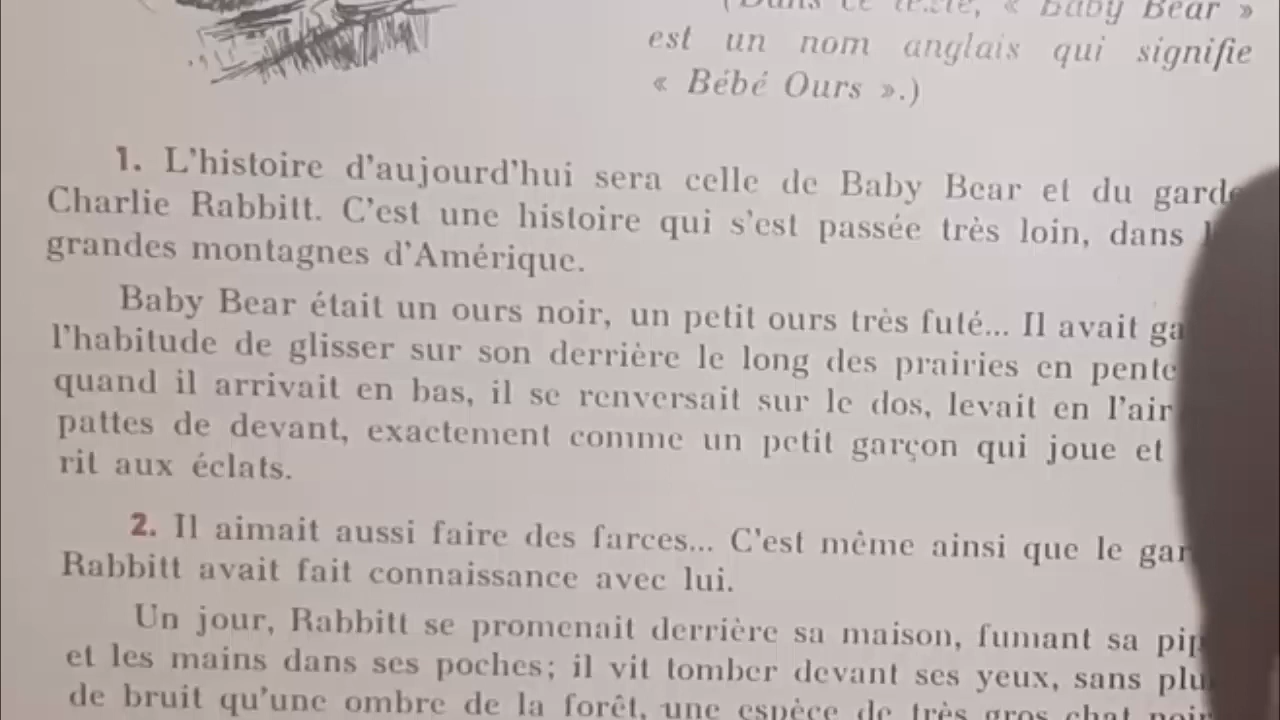 (Dans ce texte, « Baby Bear »
est un nom anglais qui signifie
« Bébé Ours ».)
1. L'histoire d'aujourd'hui sera celle de Baby Bear et du garde
Charlie Rabbitt. C'est une histoire qui s'est passée très loin, dans
grandes montagnes d'Amérique.
Baby Bear était un ours noir, un petit ours très futé... Il avait
l'habitude de glisser sur son derrière le long des prairies en pente
quand il arrivait en bas, il se renversait sur le dos, levait en l'air
pattes de devant, exactement comme un petit garçon qui joue et
rit aux éclats.
2. Il aimait aussi faire des farces... C'est même ainsi que le
Rabbitt avait fait connaissance avec lui.
Un jour, Rabbitt se promenait derrière sa maison, fumant sa
et les mains dans ses poches; il vit tomber devant ses yeux, sans
de bruit qu'une ombre de la forêt, une espèce de très gros chat